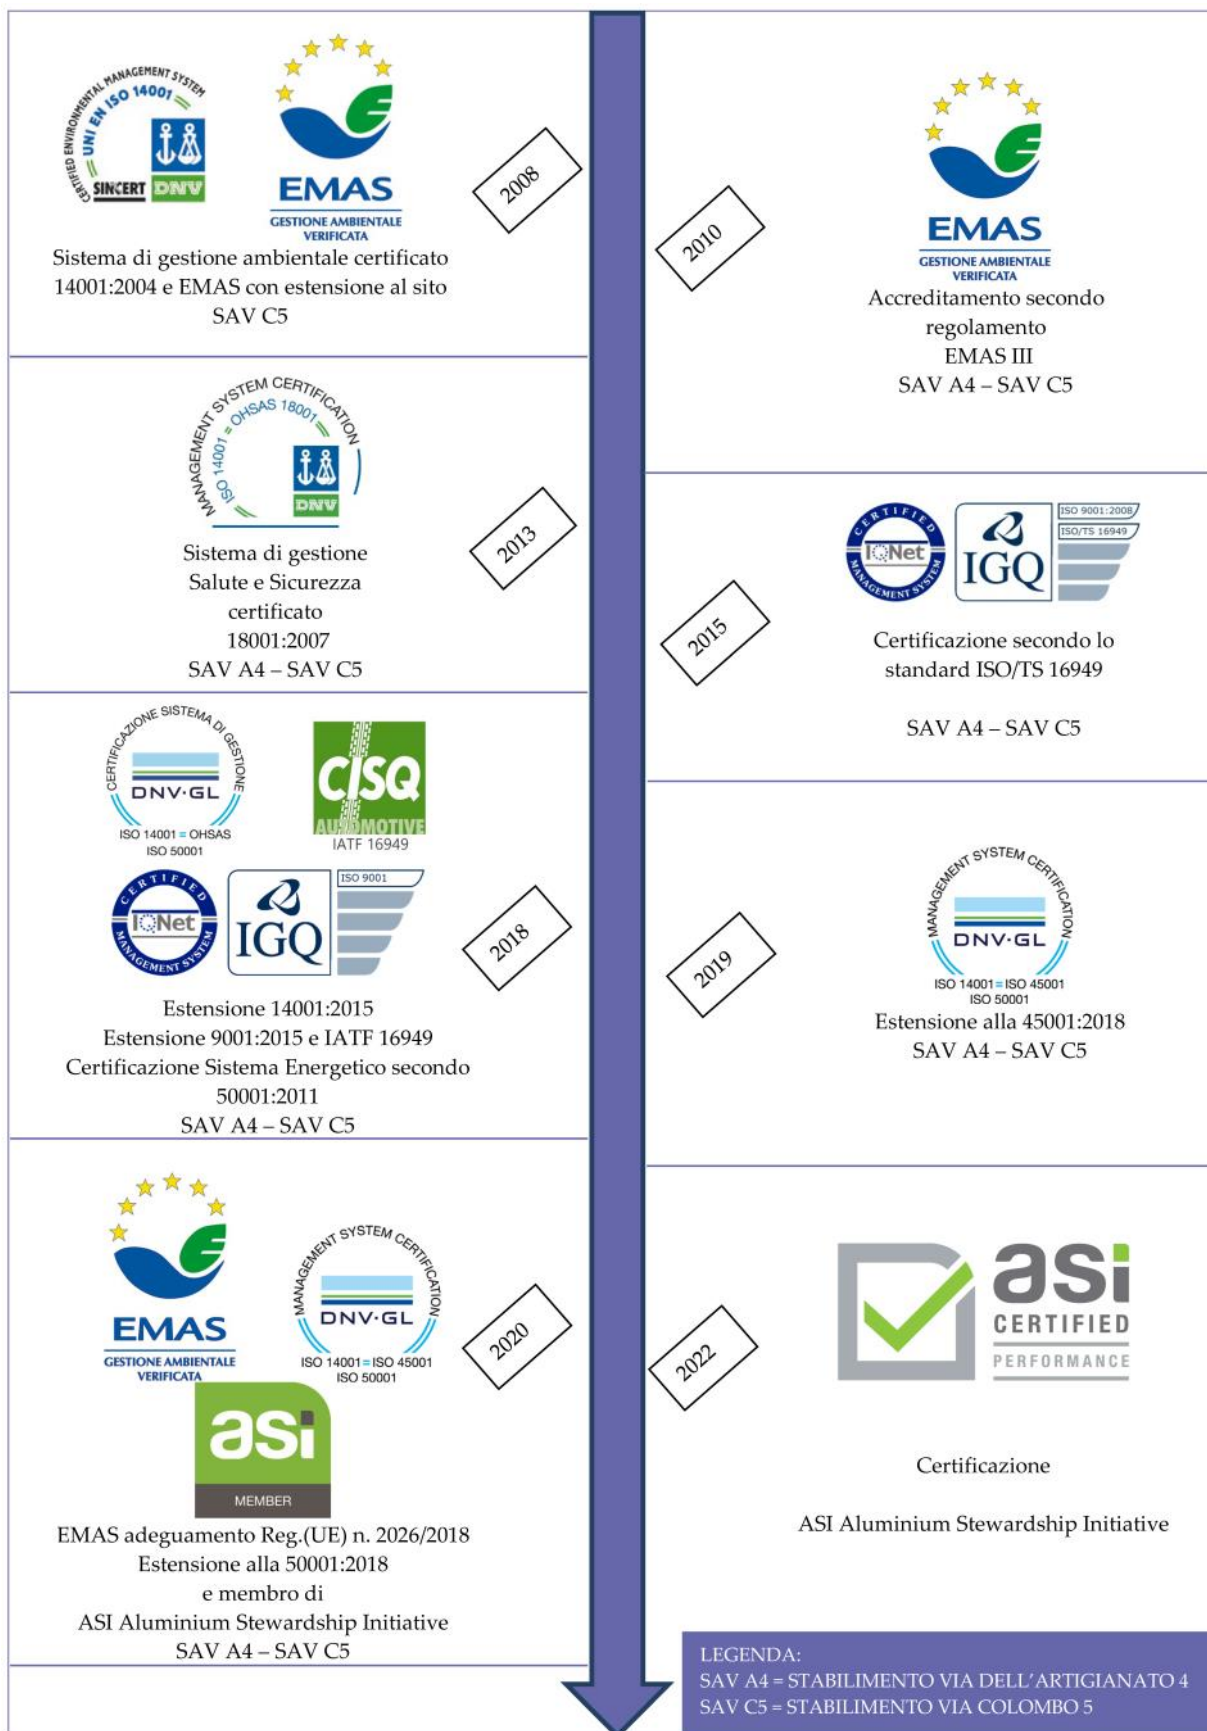 CERTIFIED ENVIRONMENTAL MANAGEMENT SYSTEM
UNI EN ISO 14001
SINCERT DNV
EMAS
GESTIONE AMBIENTALE
VERIFICATA
2008
Sistema di gestione ambientale certificato
14001:2004 e EMAS con estensione al sito
SAV C5
2010
EMAS
GESTIONE AMBIENTALE
VERIFICATA
Accreditamento secondo
regolamento
EMAS III
SAV A4 – SAV C5
MANAGEMENT SYSTEM CERTIFICATION
ISO 14001 = OHSAS 18001
DNV
2013
Sistema di gestione
Salute e Sicurezza
certificato
18001:2007
SAV A4 – SAV C5
2015
CERTIFIED
IQNet
MANAGEMENT SYSTEM
IGQ
ISO 9001:2008
ISO/TS 16949
Certificazione secondo lo
standard ISO/TS 16949
SAV A4 – SAV C5
CERTIFICAZIONE SISTEMA DI GESTIONE
DNV·GL
ISO 14001 = OHSAS
ISO 50001
CISQ
AUTOMOTIVE
IATF 16949
CERTIFIED
IQNet
MANAGEMENT SYSTEM
IGQ
ISO 9001
2018
Estensione 14001:2015
Estensione 9001:2015 e IATF 16949
Certificazione Sistema Energetico secondo
50001:2011
SAV A4 – SAV C5
2019
MANAGEMENT SYSTEM CERTIFICATION
DNV·GL
ISO 14001 = ISO 45001
ISO 50001
Estensione alla 45001:2018
SAV A4 – SAV C5
EMAS
GESTIONE AMBIENTALE
VERIFICATA
MANAGEMENT SYSTEM CERTIFICATION
DNV·GL
ISO 14001 = ISO 45001
ISO 50001
asi
MEMBER
2020
EMAS adeguamento Reg.(UE) n. 2026/2018
Estensione alla 50001:2018
e membro di
ASI Aluminium Stewardship Initiative
SAV A4 – SAV C5
2022
asi
CERTIFIED
PERFORMANCE
Certificazione
ASI Aluminium Stewardship Initiative
LEGENDA:
SAV A4 = STABILIMENTO VIA DELL'ARTIGIANATO 4
SAV C5 = STABILIMENTO VIA COLOMBO 5